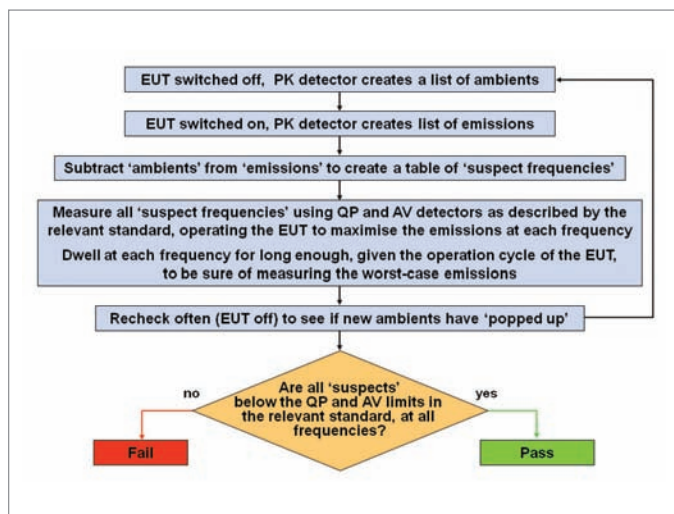 EUT switched off, PK detector creates a list of ambients
EUT switched on, PK detector creates list of emissions
Subtract ‘ambients’ from ‘emissions’ to create a table of ‘suspect frequencies’
Measure all ‘suspect frequencies’ using QP and AV detectors as described by the
relevant standard, operating the EUT to maximise the emissions at each frequency
Dwell at each frequency for long enough, given the operation cycle of the EUT,
to be sure of measuring the worst-case emissions
Recheck often (EUT off) to see if new ambients have ‘popped up’
no
Are all ‘suspects’
below the QP and AV limits in
the relevant standard, at all
frequencies?
yes
Fail
Pass